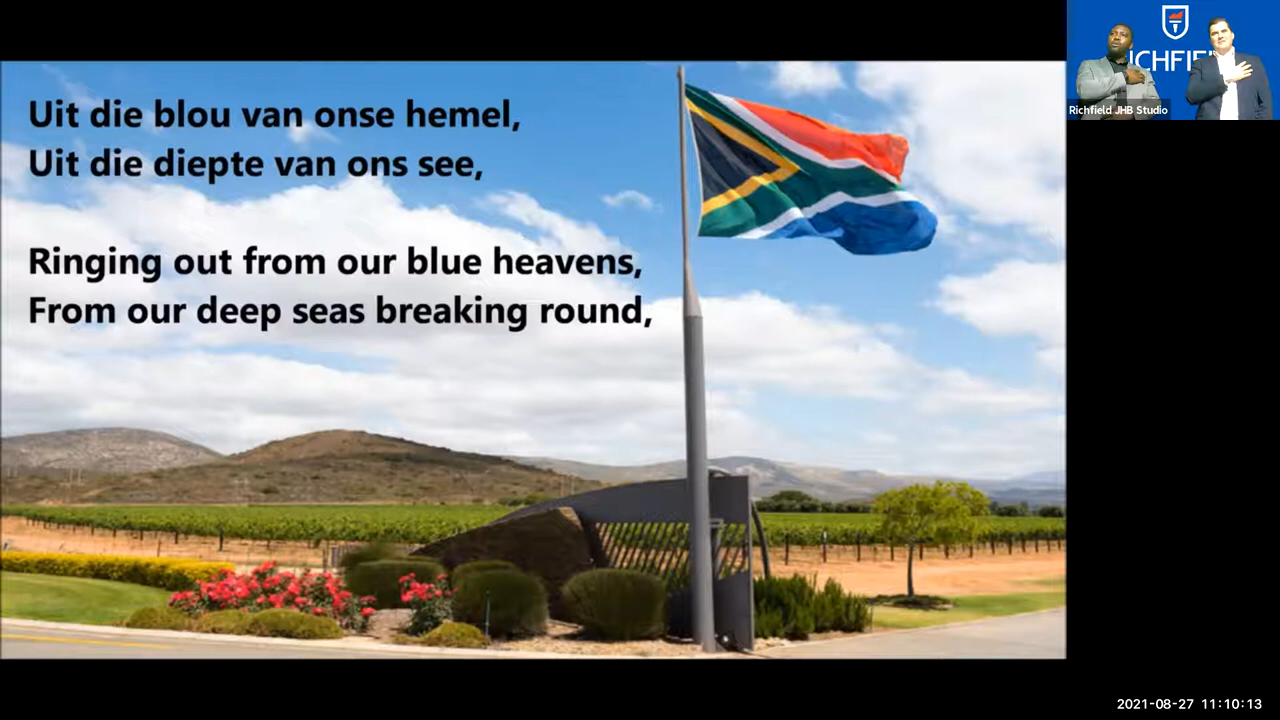 Uit die blou van onse hemel,
Uit die diepte van ons see,
Ringing out from our blue heavens,
From our deep seas breaking round,
ICHFIE
Richfield JHB Studio
2021-08-27 11:10:13